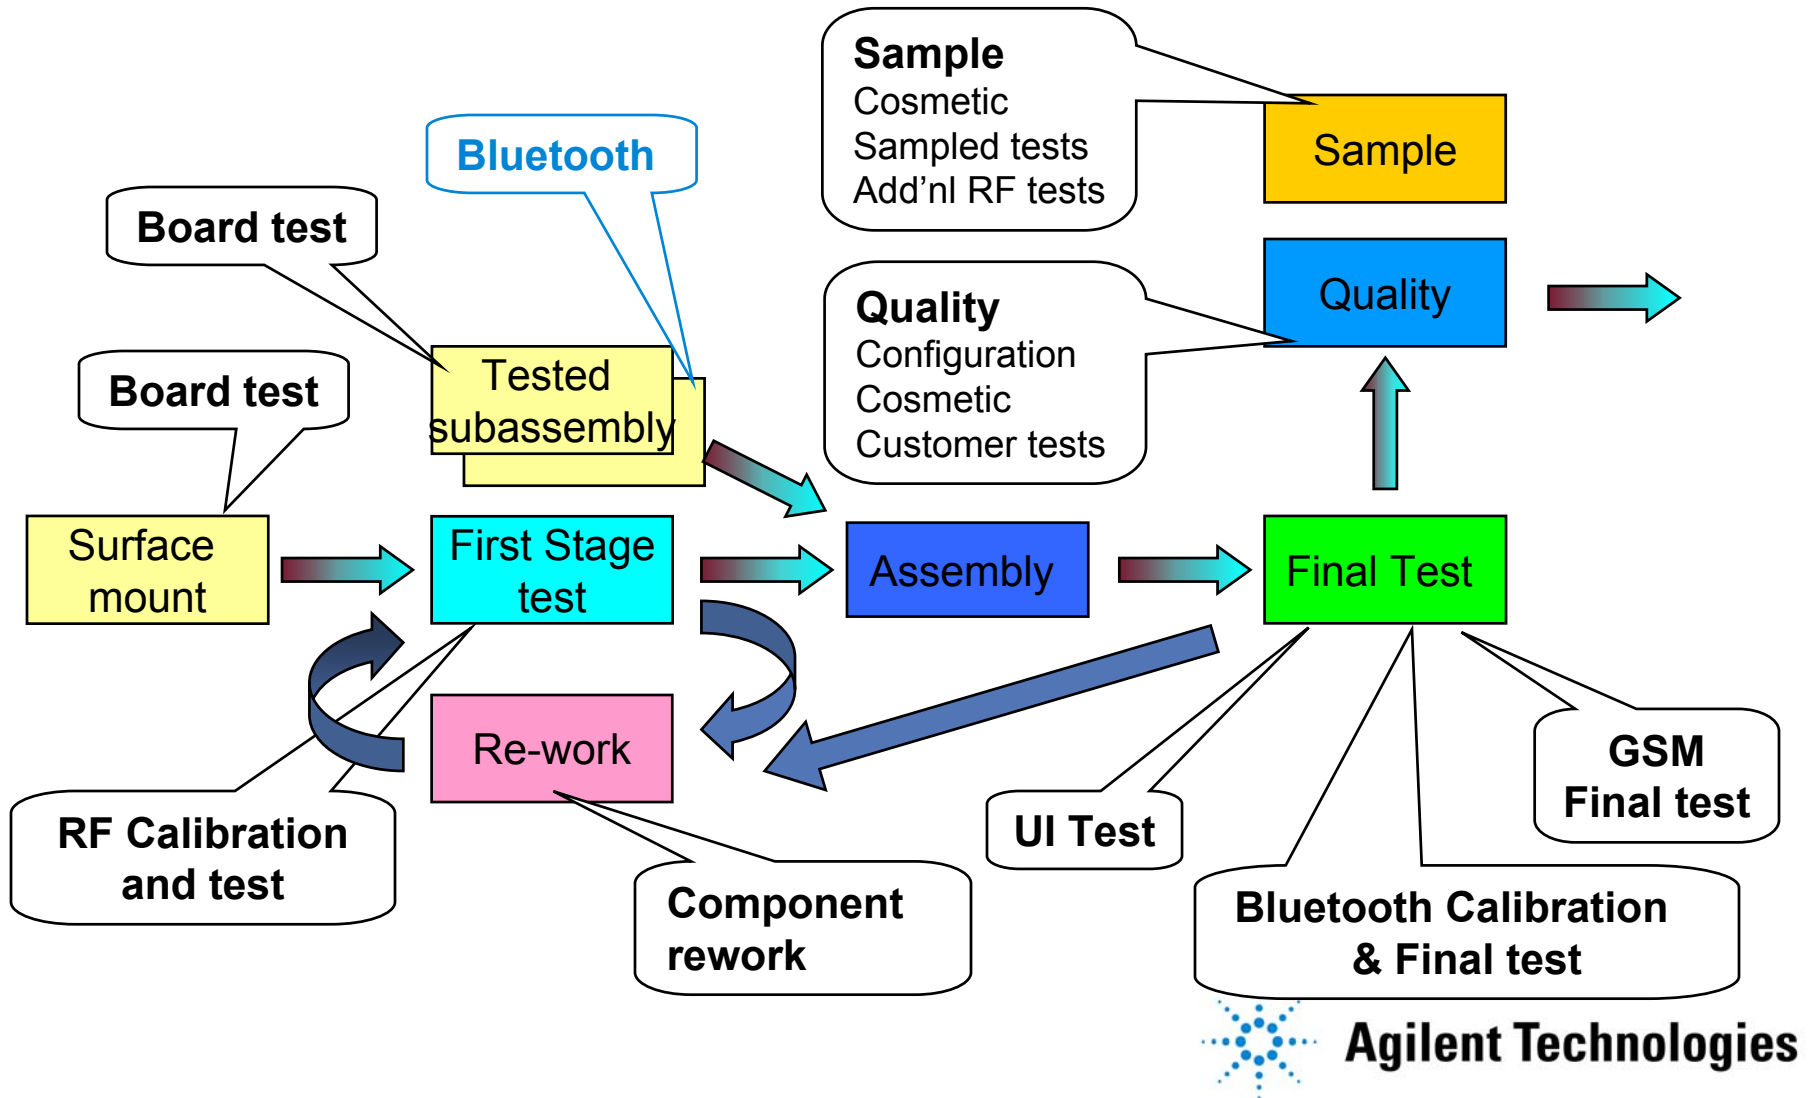 Sample
Cosmetic
Sampled tests
Add’nl RF tests
Sample
Bluetooth
Board test
Quality
Configuration
Cosmetic
Customer tests
Quality
Board test
Tested
subassembly
Surface
mount
First Stage
test
Assembly
Final Test
Re-work
RF Calibration
and test
Component
rework
UI Test
GSM
Final test
Bluetooth Calibration
& Final test
Agilent Technologies